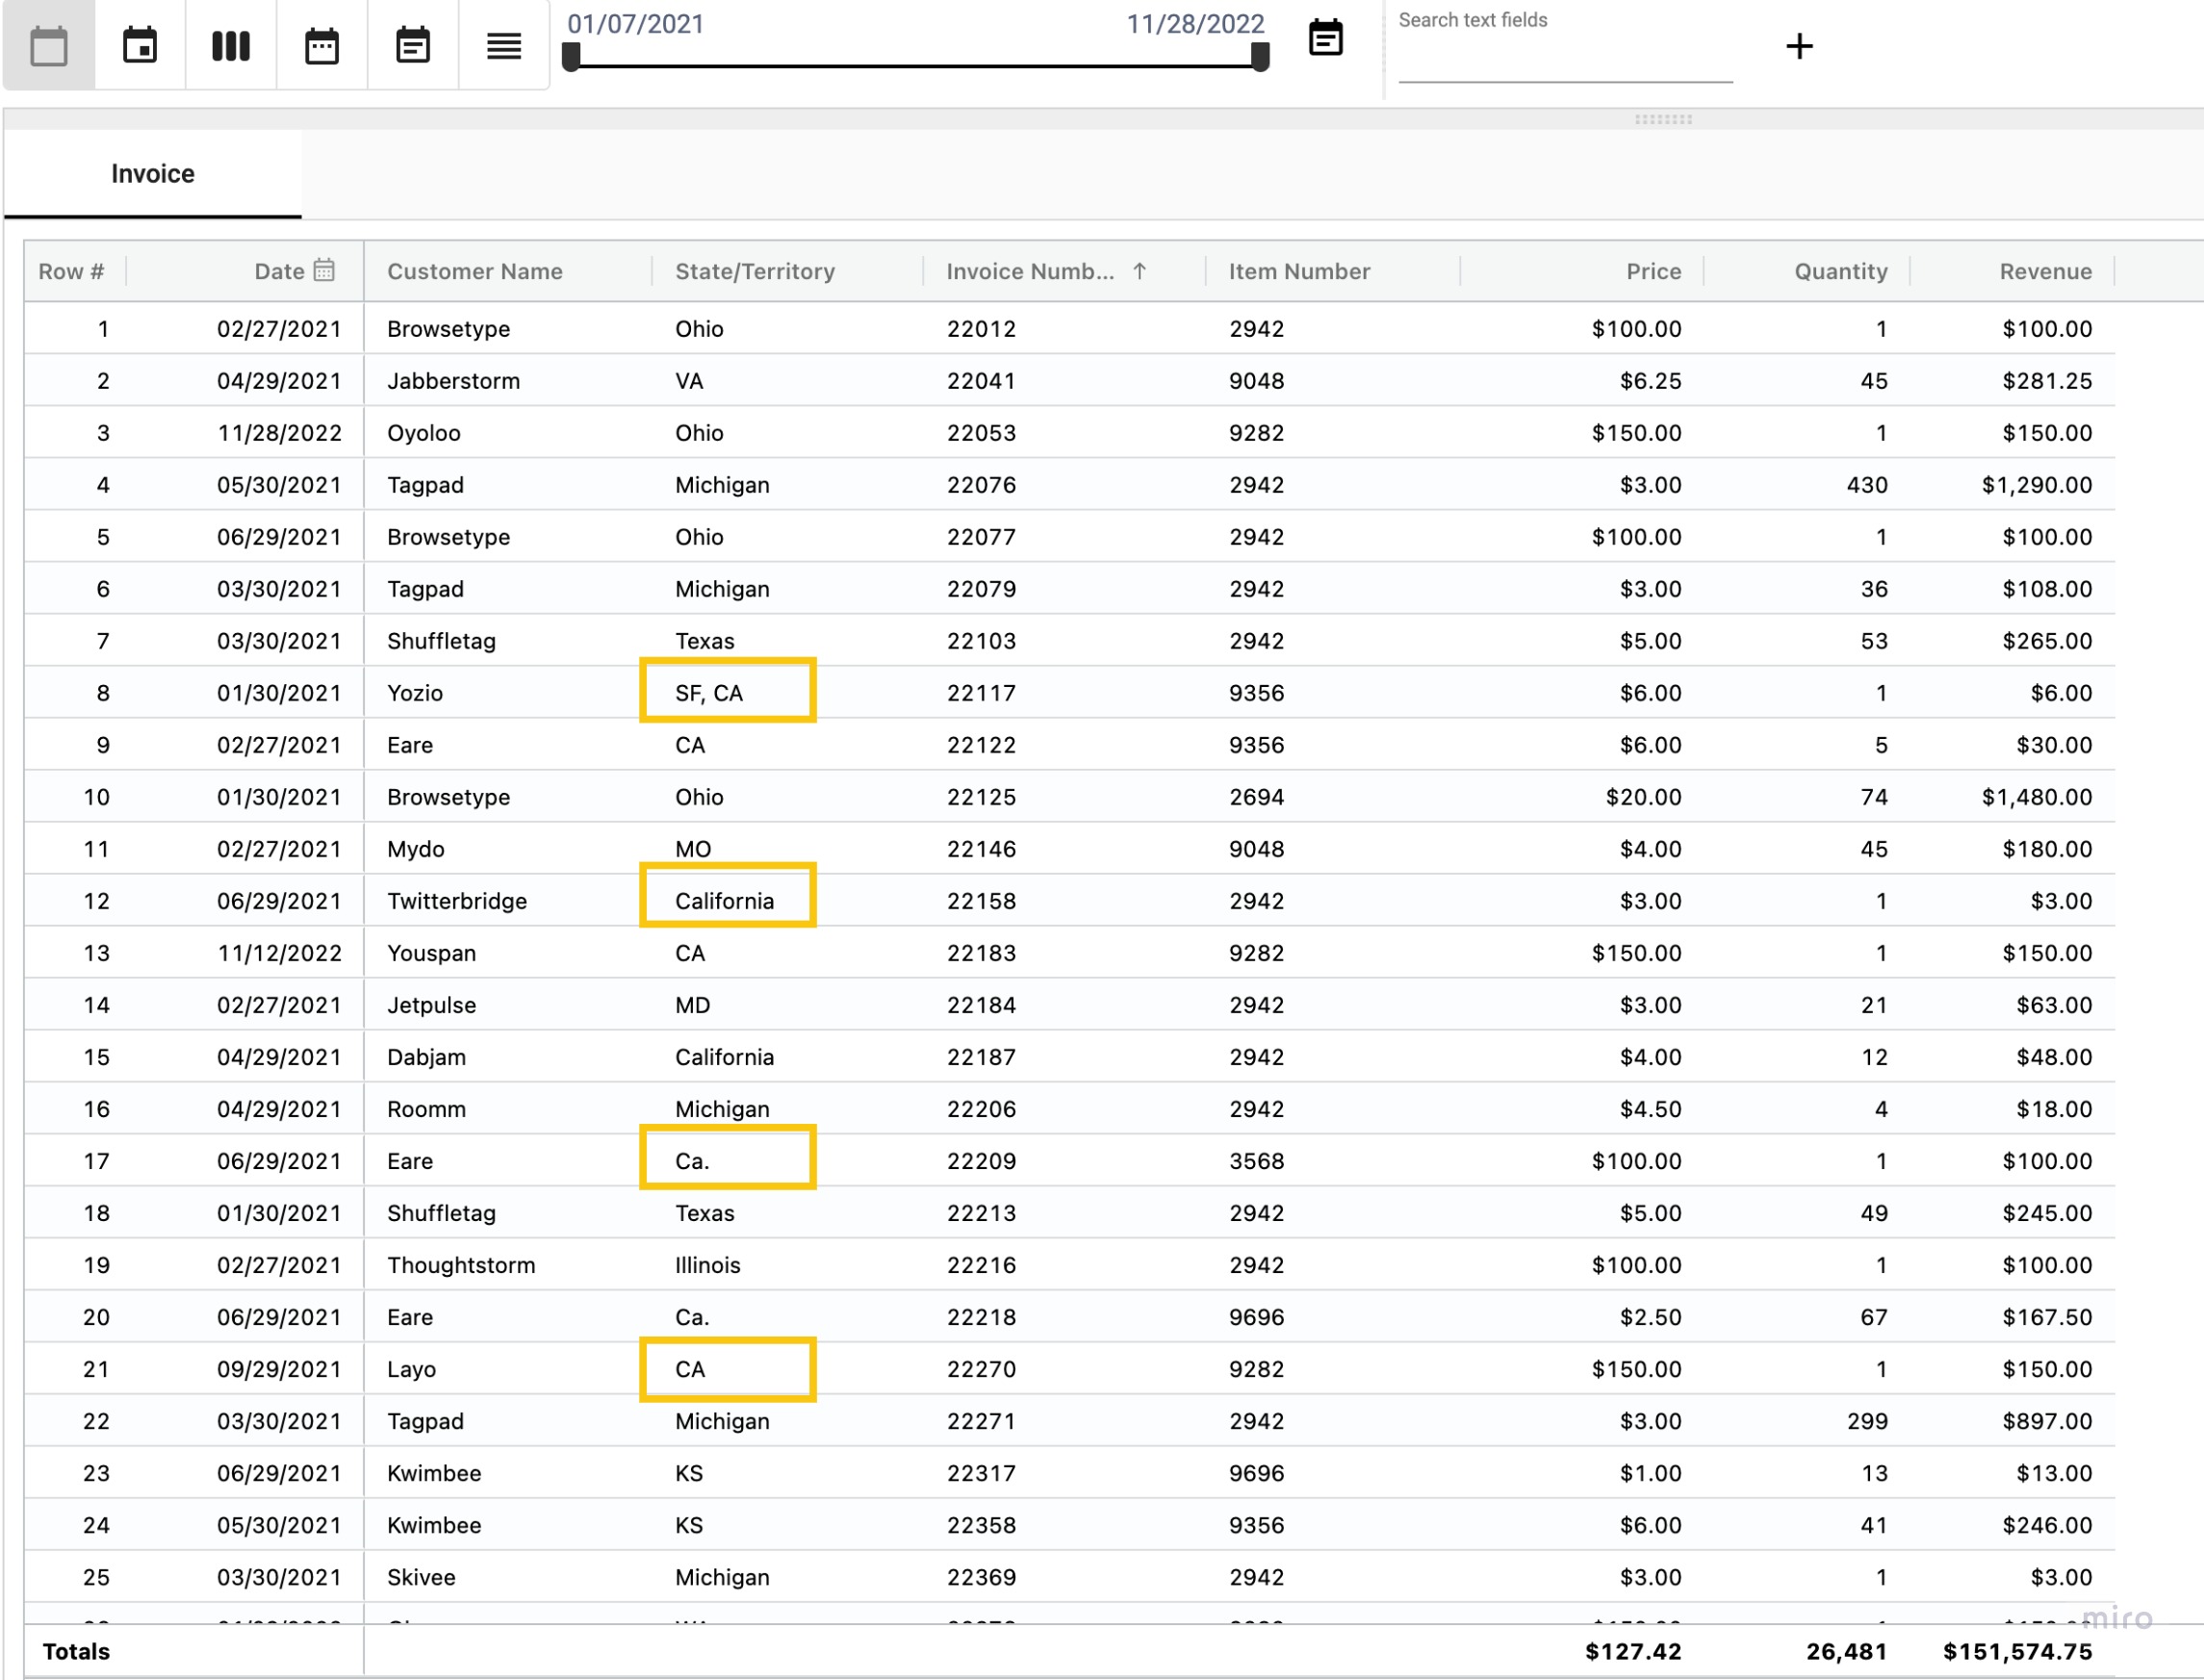 01/07/2021 11/28/2022 Search text fields
Invoice
Row # Date Customer Name State/Territory Invoice Numb... ↑ Item Number Price Quantity Revenue
1 02/27/2021 Browsetype Ohio 22012 2942 $100.00 1 $100.00
2 04/29/2021 Jabberstorm VA 22041 9048 $6.25 45 $281.25
3 11/28/2022 Oyoloo Ohio 22053 9282 $150.00 1 $150.00
4 05/30/2021 Tagpad Michigan 22076 2942 $3.00 430 $1,290.00
5 06/29/2021 Browsetype Ohio 22077 2942 $100.00 1 $100.00
6 03/30/2021 Tagpad Michigan 22079 2942 $3.00 36 $108.00
7 03/30/2021 Shuffletag Texas 22103 2942 $5.00 53 $265.00
8 01/30/2021 Yozio SF, CA 22117 9356 $6.00 1 $6.00
9 02/27/2021 Eare CA 22122 9356 $6.00 5 $30.00
10 01/30/2021 Browsetype Ohio 22125 2694 $20.00 74 $1,480.00
11 02/27/2021 Mydo MO 22146 9048 $4.00 45 $180.00
12 06/29/2021 Twitterbridge California 22158 2942 $3.00 1 $3.00
13 11/12/2022 Youspan CA 22183 9282 $150.00 1 $150.00
14 02/27/2021 Jetpulse MD 22184 2942 $3.00 21 $63.00
15 04/29/2021 Dabjam California 22187 2942 $4.00 12 $48.00
16 04/29/2021 Roomm Michigan 22206 2942 $4.50 4 $18.00
17 06/29/2021 Eare Ca. 22209 3568 $100.00 1 $100.00
18 01/30/2021 Shuffletag Texas 22213 2942 $5.00 49 $245.00
19 02/27/2021 Thoughtstorm Illinois 22216 2942 $100.00 1 $100.00
20 06/29/2021 Eare Ca. 22218 9696 $2.50 67 $167.50
21 09/29/2021 Layo CA 22270 9282 $150.00 1 $150.00
22 03/30/2021 Tagpad Michigan 22271 2942 $3.00 299 $897.00
23 06/29/2021 Kwimbee KS 22317 9696 $1.00 13 $13.00
24 05/30/2021 Kwimbee KS 22358 9356 $6.00 41 $246.00
25 03/30/2021 Skivee Michigan 22369 2942 $3.00 1 $3.00
miro
Totals $127.42 26,481 $151,574.75